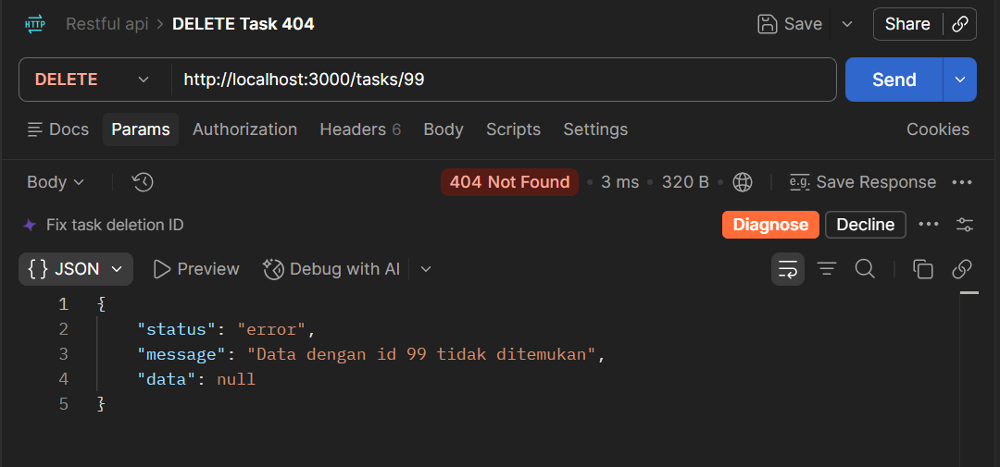 HTTP Restful api > DELETE Task 404 Save Share
DELETE http://localhost:3000/tasks/99 Send
Docs Params Authorization Headers 6 Body Scripts Settings Cookies
Body 404 Not Found • 3 ms • 320 B • e.g. Save Response •••
Fix task deletion ID Diagnose Decline •••
{} JSON Preview Debug with AI
1 {
2 "status": "error",
3 "message": "Data dengan id 99 tidak ditemukan",
4 "data": null
5 }